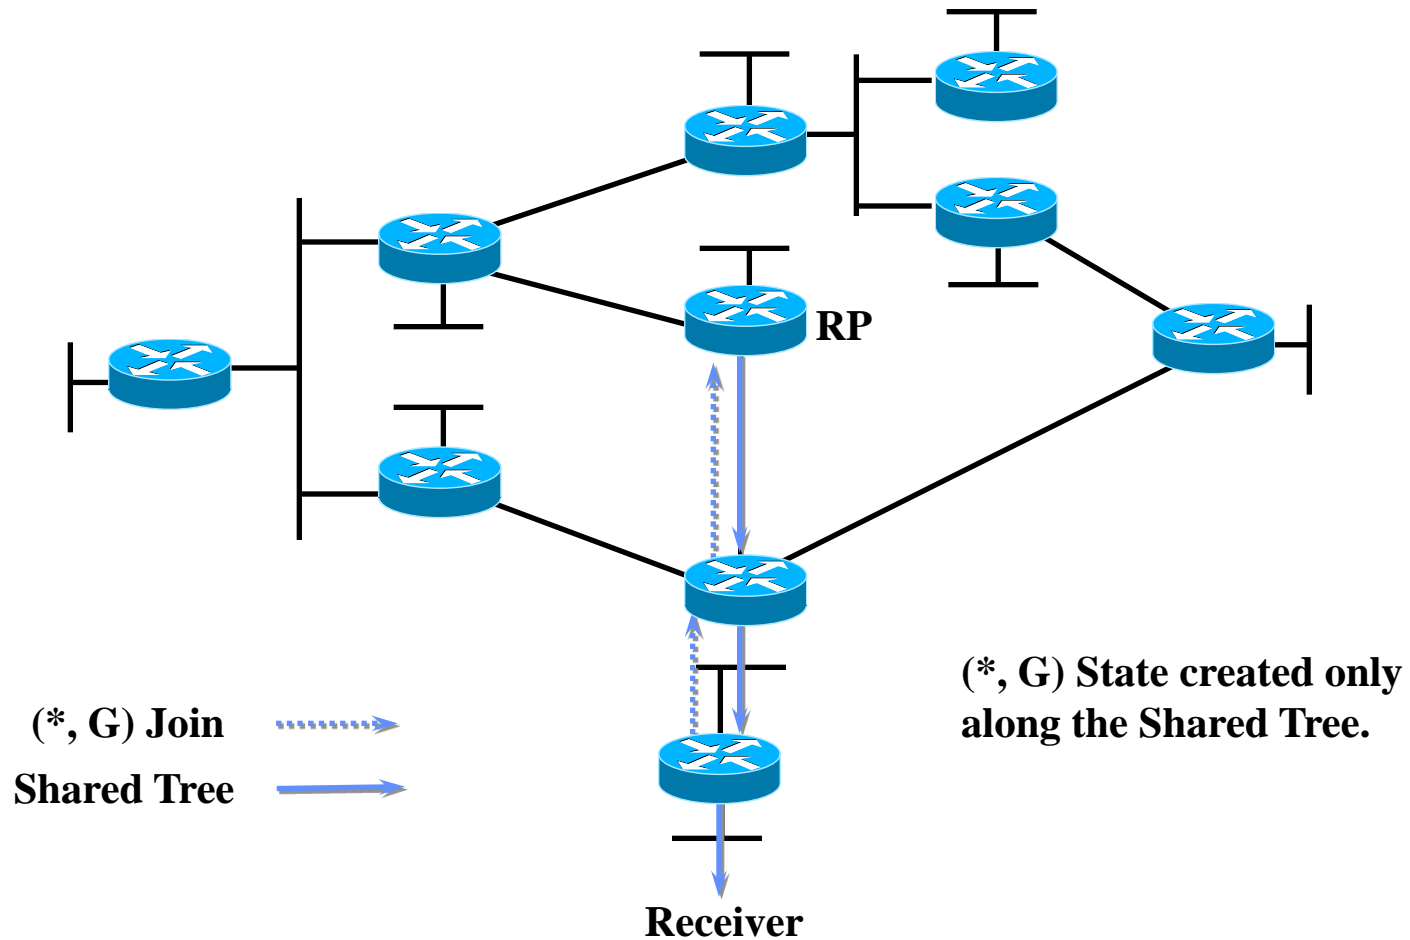 RP
(*, G) State created only
along the Shared Tree.
(*, G) Join
Shared Tree
Receiver